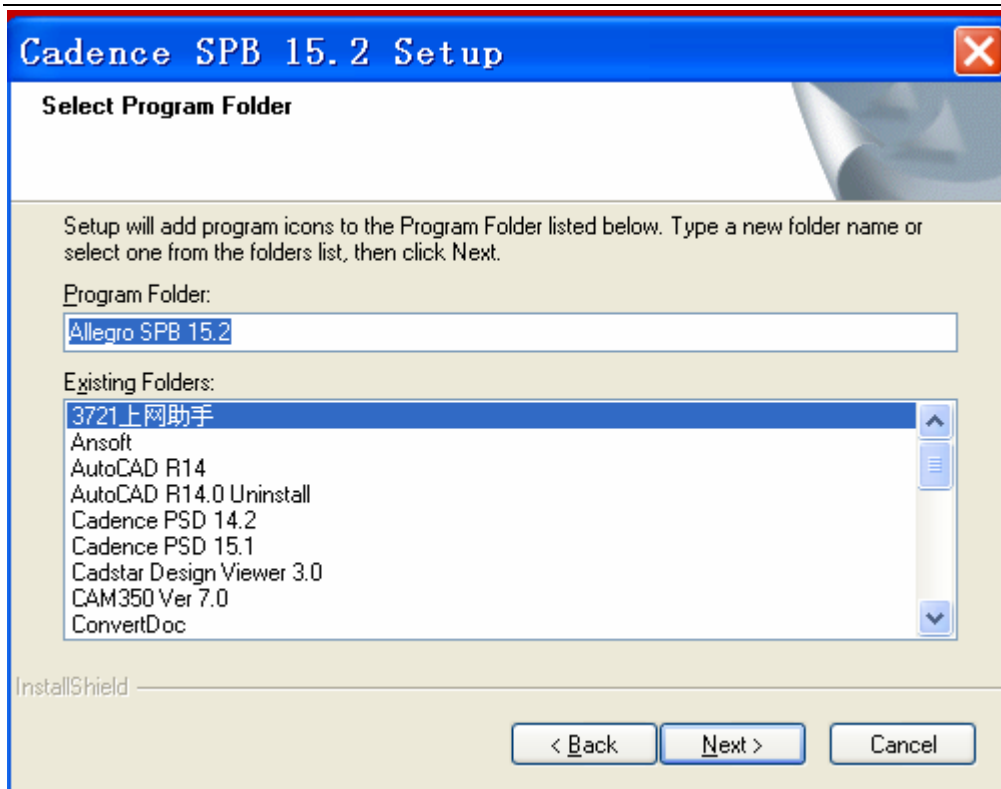 Cadence SPB 15.2 Setup
Select Program Folder
Setup will add program icons to the Program Folder listed below. Type a new folder name or
select one from the folders list, then click Next.
Program Folder:
Allegro SPB 15.2
Existing Folders:
3721上网助手
Ansoft
AutoCAD R14
AutoCAD R14.0 Uninstall
Cadence PSD 14.2
Cadence PSD 15.1
Cadstar Design Viewer 3.0
CAM350 Ver 7.0
ConvertDoc
InstallShield
< Back Next > Cancel